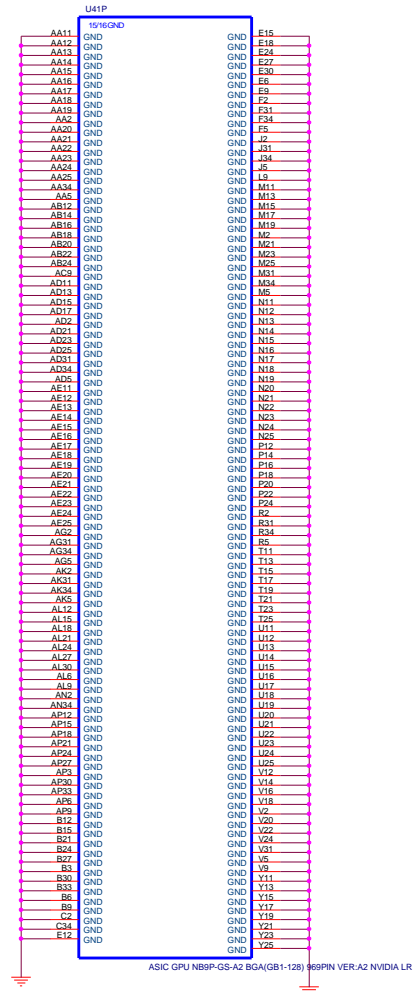 U41P
15/16GND
AA11 GND GND E15
AA12 GND GND E18
AA13 GND GND E24
AA14 GND GND E27
AA15 GND GND E30
AA16 GND GND E6
AA17 GND GND E9
AA18 GND GND F2
AA19 GND GND F31
AA2 GND GND F34
AA20 GND GND F5
AA21 GND GND J2
AA22 GND GND J31
AA23 GND GND J34
AA24 GND GND J5
AA25 GND GND L9
AA34 GND GND M11
AA5 GND GND M13
AB12 GND GND M15
AB14 GND GND M17
AB16 GND GND M19
AB18 GND GND M2
AB20 GND GND M21
AB22 GND GND M23
AB24 GND GND M25
AC9 GND GND M31
AD11 GND GND M34
AD13 GND GND M5
AD15 GND GND N11
AD17 GND GND N12
AD2 GND GND N13
AD21 GND GND N14
AD23 GND GND N15
AD25 GND GND N16
AD31 GND GND N17
AD34 GND GND N18
AD5 GND GND N19
AE11 GND GND N20
AE12 GND GND N21
AE13 GND GND N22
AE14 GND GND N23
AE15 GND GND N24
AE16 GND GND N25
AE17 GND GND P12
AE18 GND GND P14
AE19 GND GND P16
AE20 GND GND P18
AE21 GND GND P20
AE22 GND GND P22
AE23 GND GND P24
AE24 GND GND R2
AE25 GND GND R31
AG2 GND GND R34
AG31 GND GND R5
AG34 GND GND T11
AG5 GND GND T13
AK2 GND GND T15
AK31 GND GND T17
AK34 GND GND T19
AK5 GND GND T21
AL12 GND GND T23
AL15 GND GND T25
AL18 GND GND U11
AL21 GND GND U12
AL24 GND GND U13
AL27 GND GND U14
AL30 GND GND U15
AL6 GND GND U16
AL9 GND GND U17
AN2 GND GND U18
AN34 GND GND U19
AP12 GND GND U20
AP15 GND GND U21
AP18 GND GND U22
AP21 GND GND U23
AP24 GND GND U24
AP27 GND GND U25
AP3 GND GND V12
AP30 GND GND V14
AP33 GND GND V16
AP6 GND GND V18
AP9 GND GND V2
B12 GND GND V20
B15 GND GND V22
B21 GND GND V24
B24 GND GND V31
B27 GND GND V5
B3 GND GND V9
B30 GND GND Y11
B33 GND GND Y13
B6 GND GND Y15
B9 GND GND Y17
C2 GND GND Y19
C34 GND GND Y21
E12 GND GND Y23
GND Y25
ASIC GPU NB9P-GS-A2 BGA(GB1-128) 969PIN VER:A2 NVIDIA LR